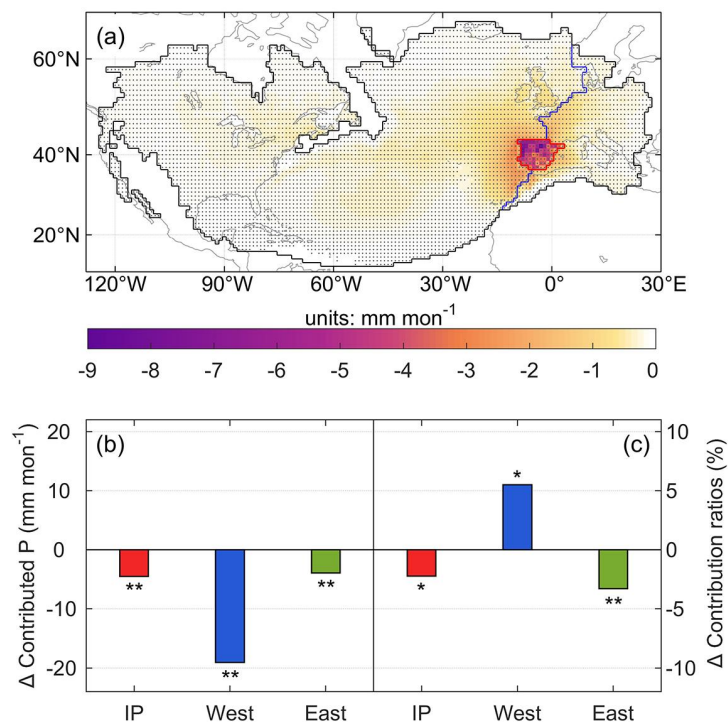 (a)
60°N
40°N
20°N
120°W 90°W 60°W 30°W 0°E 30°E
units: mm mon⁻¹
-9 -8 -7 -6 -5 -4 -3 -2 -1 0
(b) (c)
Δ Contributed P (mm mon⁻¹)
20
10
0
-10
-20
** ** **
* * **
10
5
0
-5
-10
Δ Contribution ratios (%)
IP West East IP West East